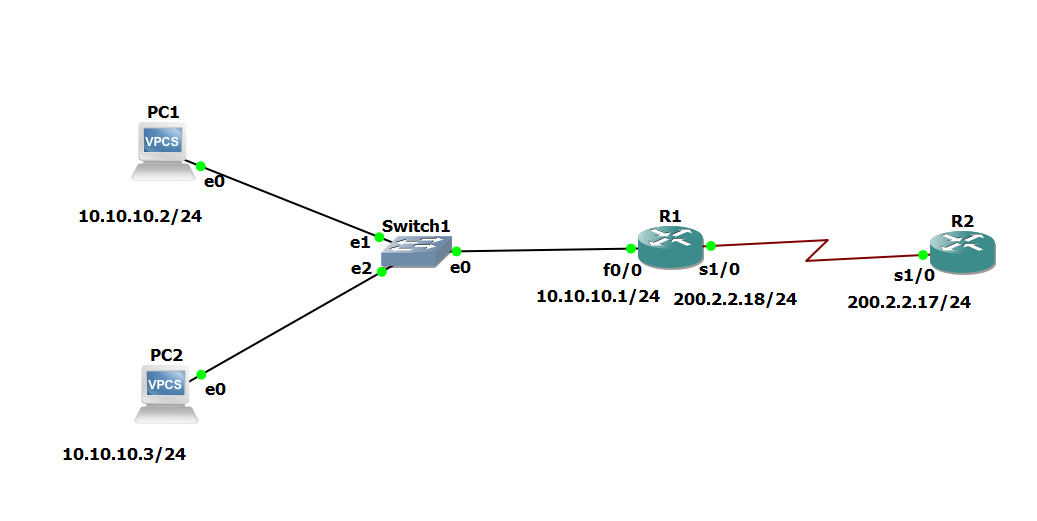 PC1
VPCS
e0
10.10.10.2/24
Switch1
e1
e2
e0
R1
f0/0
s1/0
10.10.10.1/24
200.2.2.18/24
R2
s1/0
200.2.2.17/24
PC2
VPCS
e0
10.10.10.3/24